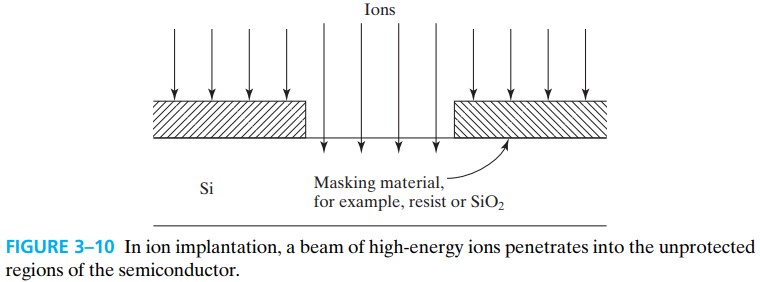 Ions
Si
Masking material,
for example, resist or SiO₂
FIGURE 3–10 In ion implantation, a beam of high-energy ions penetrates into the unprotected
regions of the semiconductor.